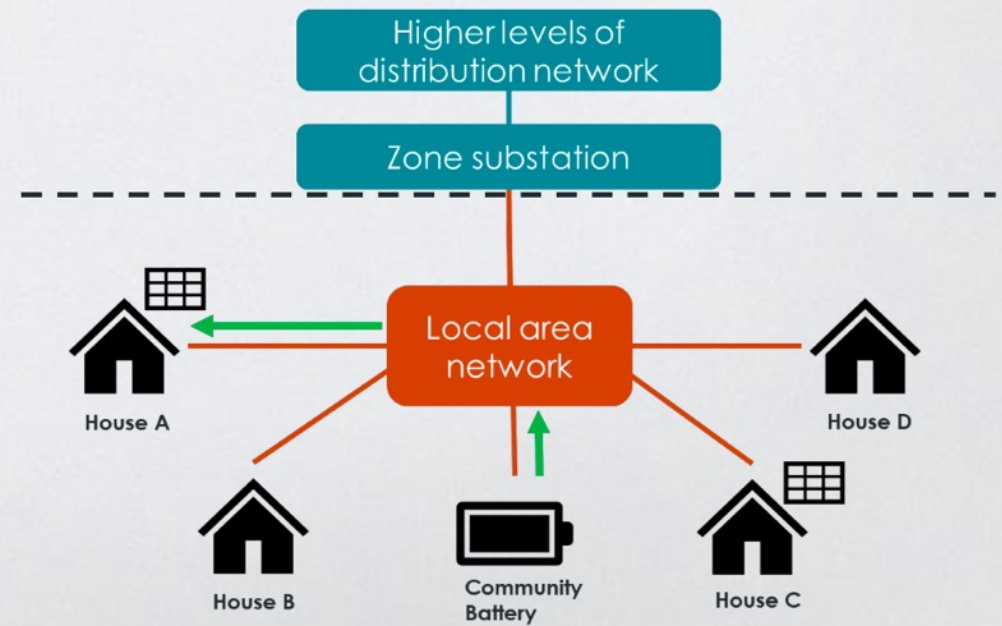 Higher levels of
distribution network
Zone substation
Local area
network
House A
House D
House B
Community
Battery
House C